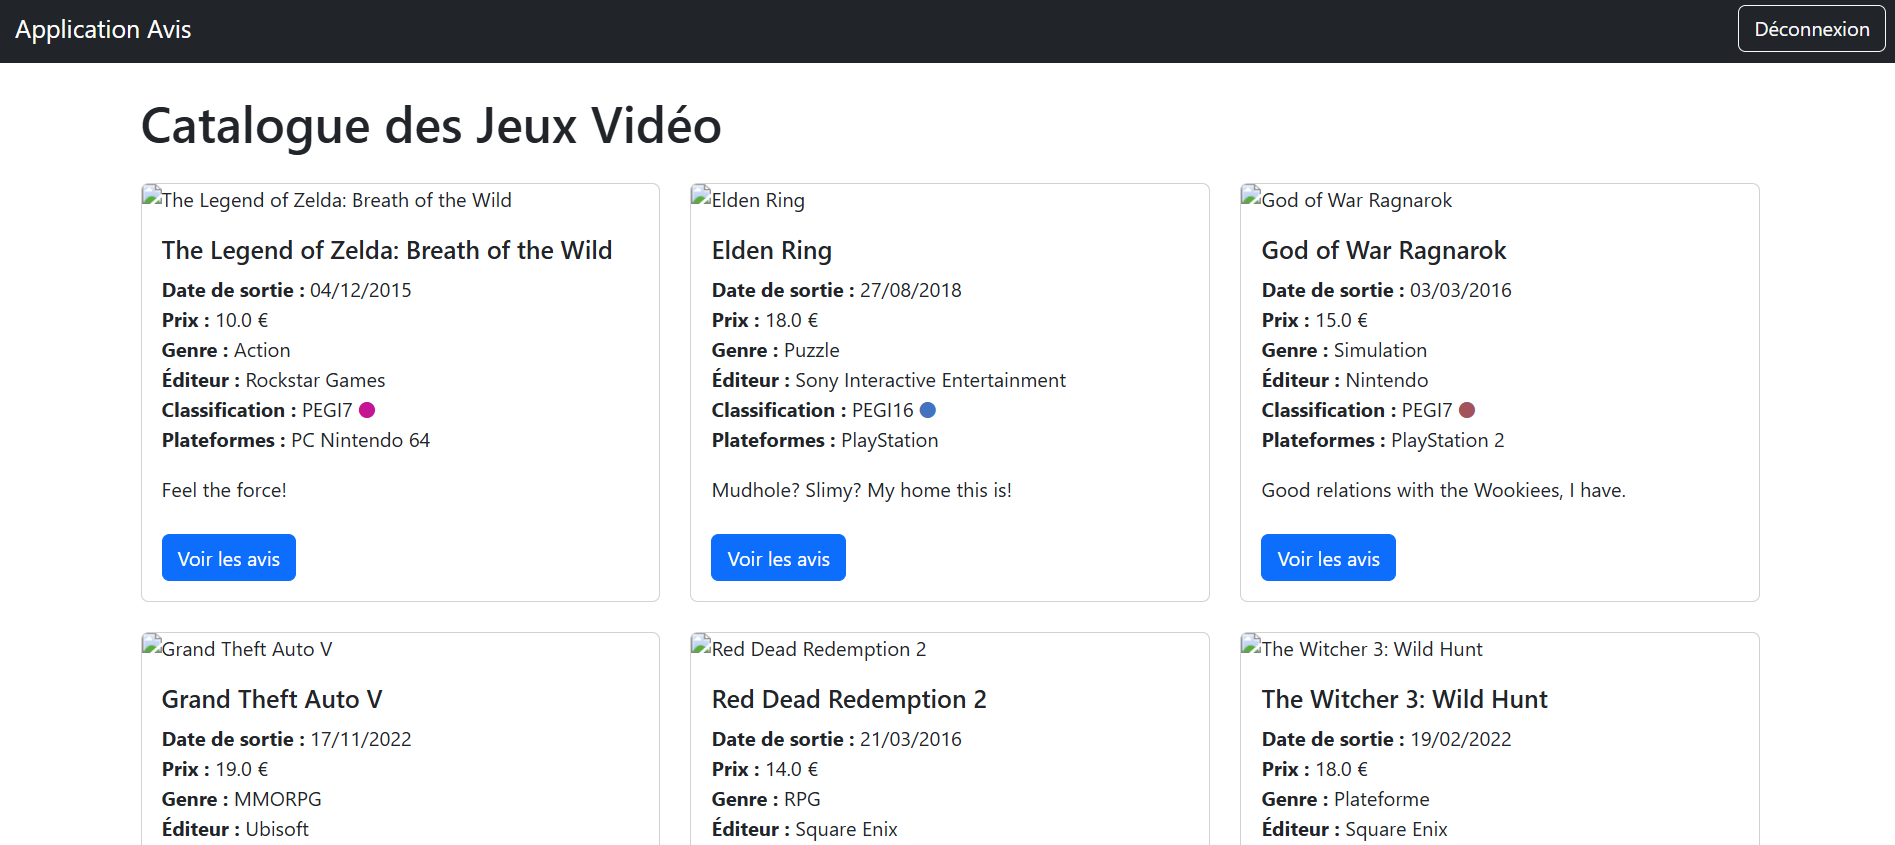 Application Avis
Déconnexion
Catalogue des Jeux Vidéo
The Legend of Zelda: Breath of the Wild
The Legend of Zelda: Breath of the Wild
Date de sortie : 04/12/2015
Prix : 10.0 €
Genre : Action
Éditeur : Rockstar Games
Classification : PEGI7
Plateformes : PC Nintendo 64
Feel the force!
Voir les avis
Elden Ring
Elden Ring
Date de sortie : 27/08/2018
Prix : 18.0 €
Genre : Puzzle
Éditeur : Sony Interactive Entertainment
Classification : PEGI16
Plateformes : PlayStation
Mudhole? Slimy? My home this is!
Voir les avis
God of War Ragnarok
God of War Ragnarok
Date de sortie : 03/03/2016
Prix : 15.0 €
Genre : Simulation
Éditeur : Nintendo
Classification : PEGI7
Plateformes : PlayStation 2
Good relations with the Wookiees, I have.
Voir les avis
Grand Theft Auto V
Grand Theft Auto V
Date de sortie : 17/11/2022
Prix : 19.0 €
Genre : MMORPG
Éditeur : Ubisoft
Red Dead Redemption 2
Red Dead Redemption 2
Date de sortie : 21/03/2016
Prix : 14.0 €
Genre : RPG
Éditeur : Square Enix
The Witcher 3: Wild Hunt
The Witcher 3: Wild Hunt
Date de sortie : 19/02/2022
Prix : 18.0 €
Genre : Plateforme
Éditeur : Square Enix